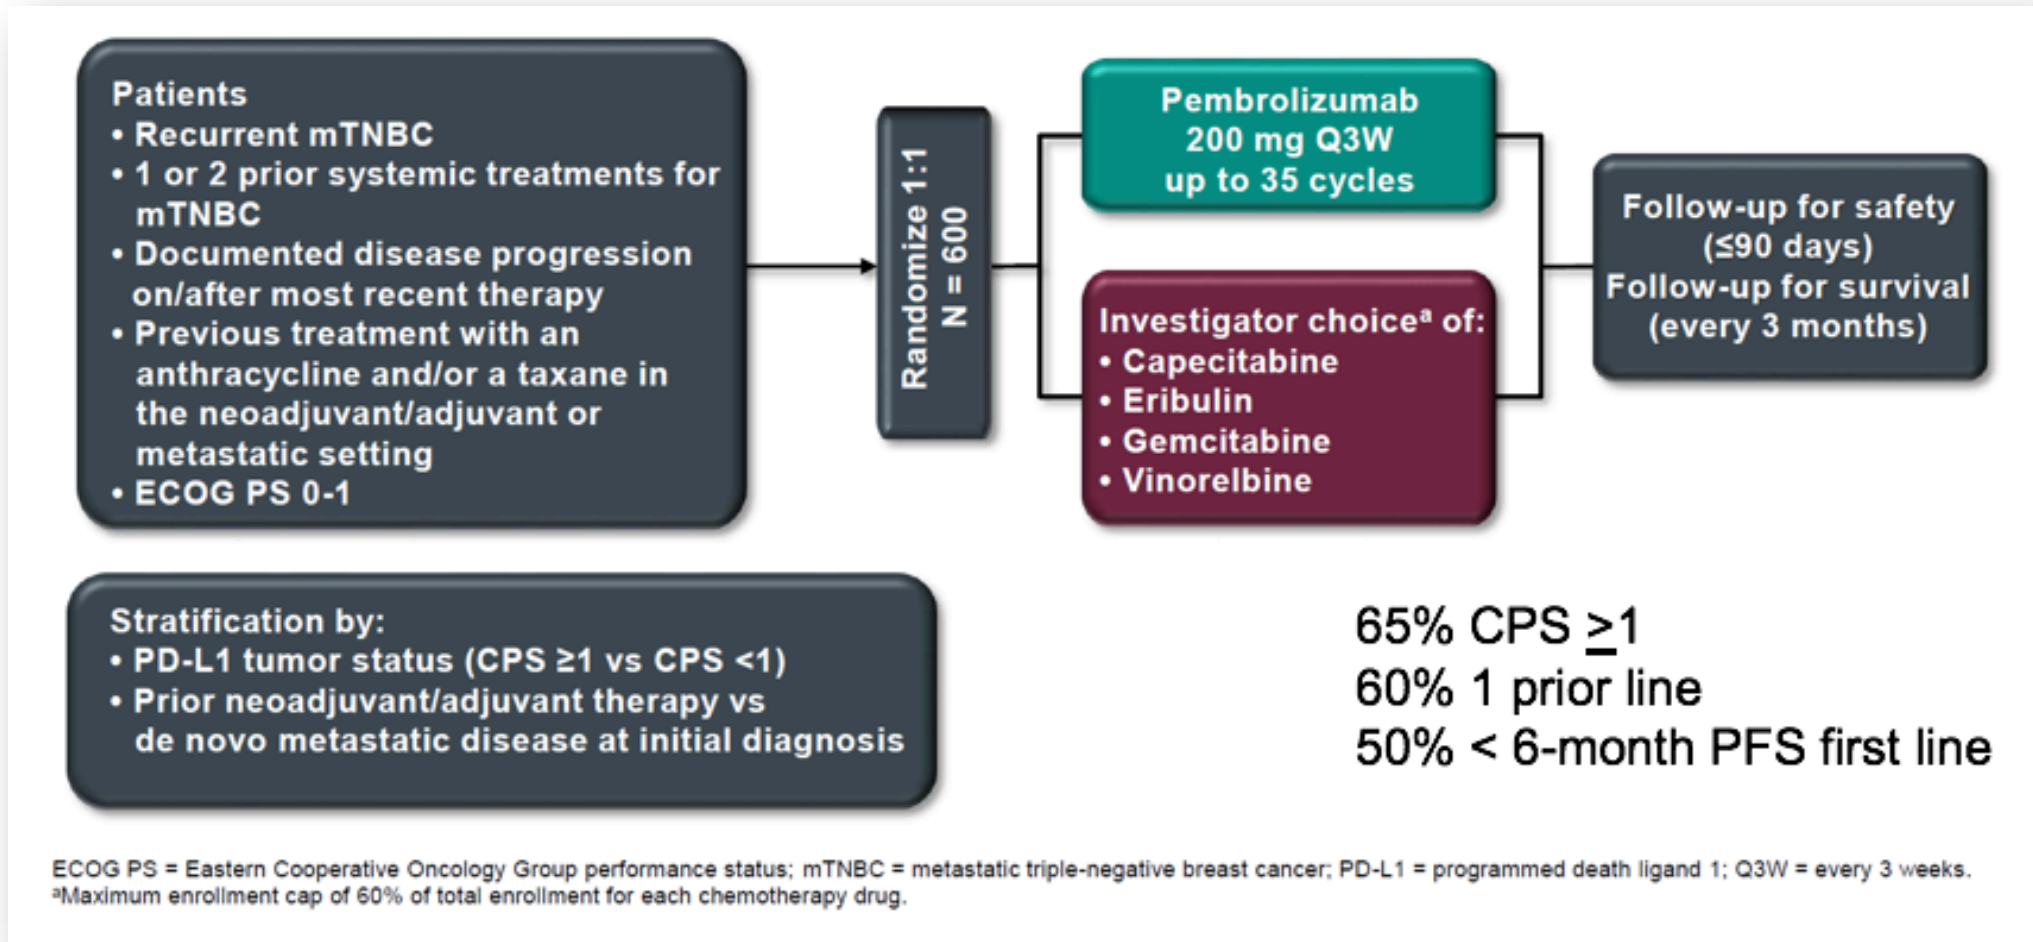 Patients
• Recurrent mTNBC
• 1 or 2 prior systemic treatments for
mTNBC
• Documented disease progression
on/after most recent therapy
• Previous treatment with an
anthracycline and/or a taxane in
the neoadjuvant/adjuvant or
metastatic setting
• ECOG PS 0-1
Randomize 1:1
N = 600
Pembrolizumab
200 mg Q3W
up to 35 cycles
Investigator choiceᵃ of:
• Capecitabine
• Eribulin
• Gemcitabine
• Vinorelbine
Follow-up for safety
(≤90 days)
Follow-up for survival
(every 3 months)
Stratification by:
• PD-L1 tumor status (CPS ≥1 vs CPS <1)
• Prior neoadjuvant/adjuvant therapy vs
de novo metastatic disease at initial diagnosis
65% CPS ≥1
60% 1 prior line
50% < 6-month PFS first line
ECOG PS = Eastern Cooperative Oncology Group performance status; mTNBC = metastatic triple-negative breast cancer; PD-L1 = programmed death ligand 1; Q3W = every 3 weeks.
ᵃMaximum enrollment cap of 60% of total enrollment for each chemotherapy drug.